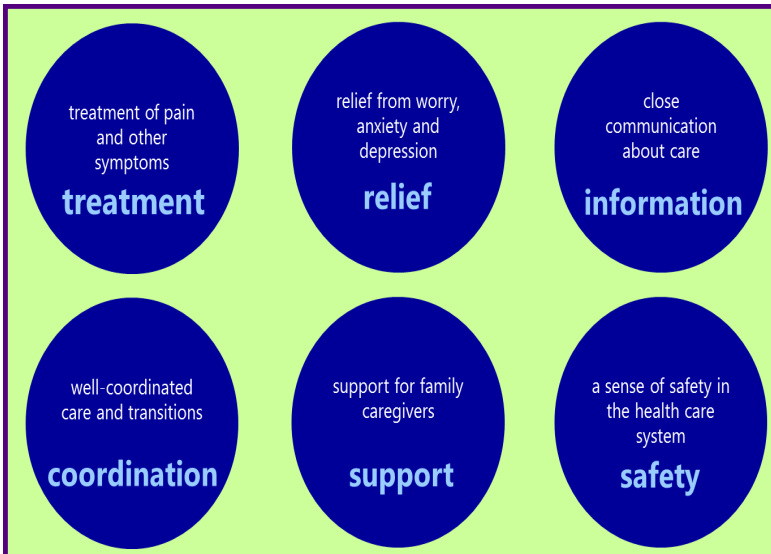 treatment of pain
and other
symptoms
treatment
relief from worry,
anxiety and
depression
relief
close
communication
about care
information
well-coordinated
care and transitions
coordination
support for family
caregivers
support
a sense of safety in
the health care
system
safety